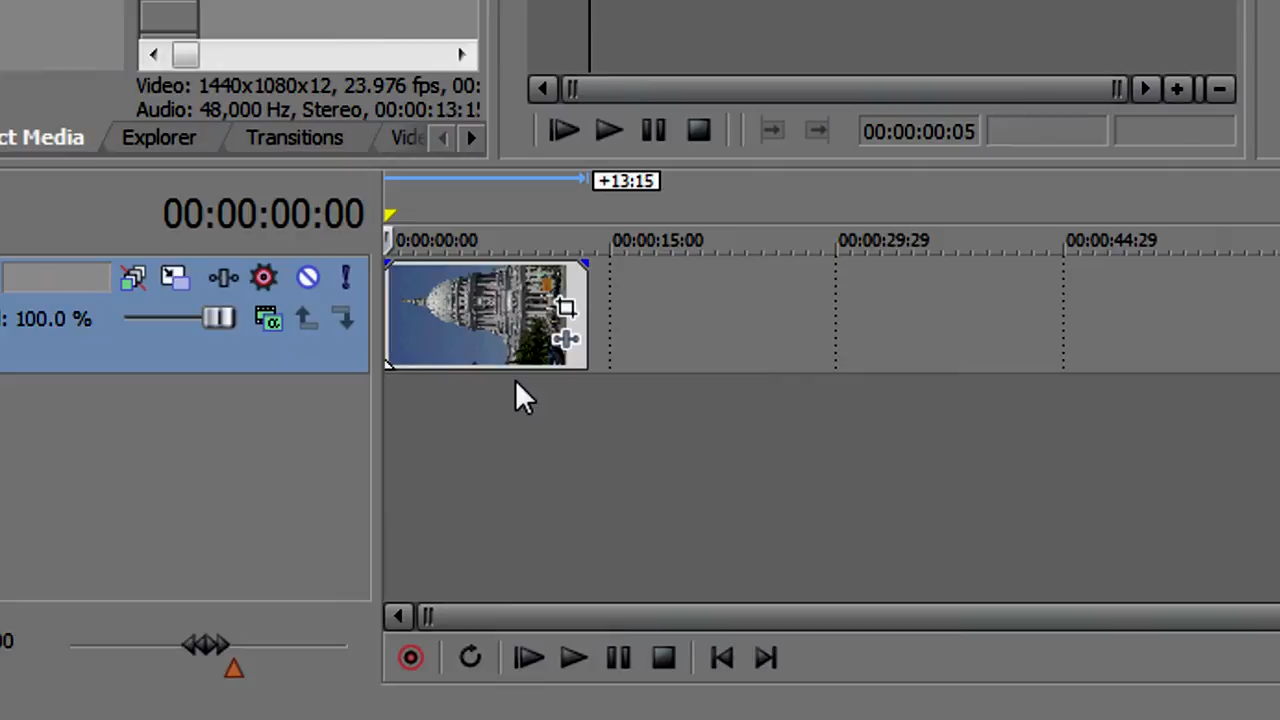 Video: 1440x1080x12, 23.976 fps, 00:
Audio: 48,000 Hz, Stereo, 00:00:13:1
ct Media
Explorer
Transitions
Vide
00:00:00:05
+13:15
00:00:00:00
0:00:00:00
00:00:15:00
00:00:29:29
00:00:44:29
: 100.0 %
00